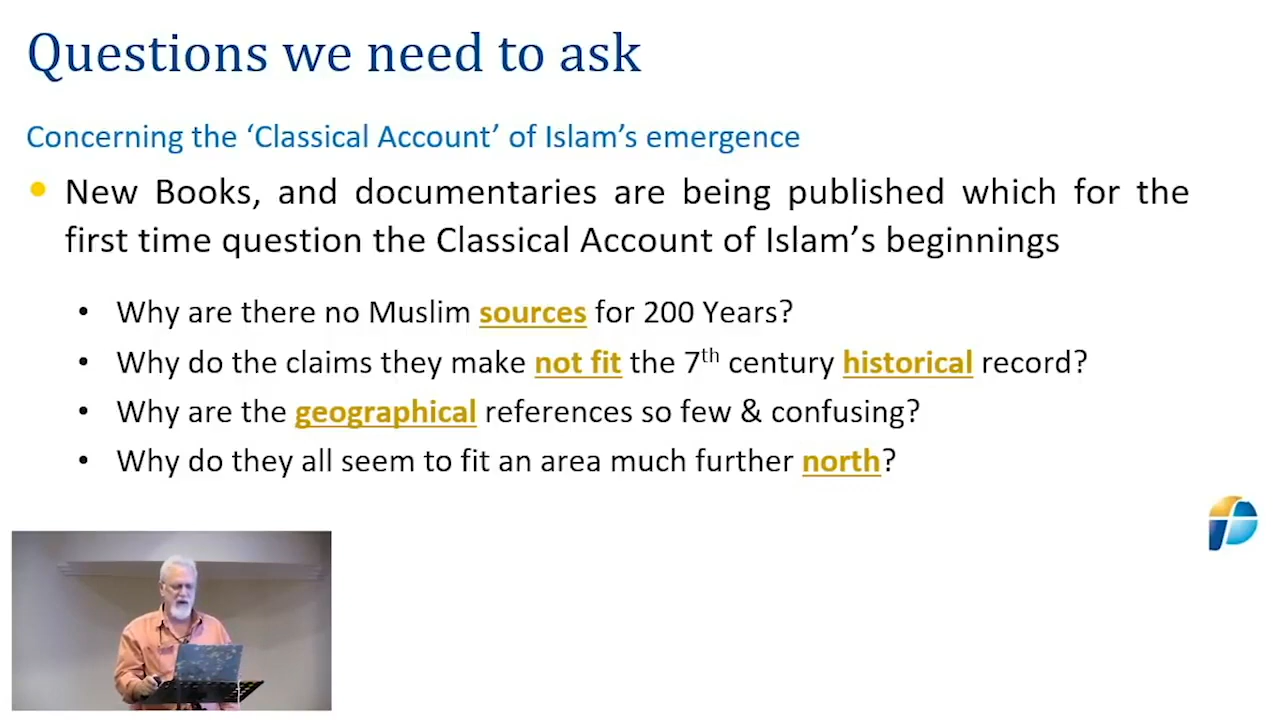 Questions we need to ask
Concerning the ‘Classical Account’ of Islam’s emergence
New Books, and documentaries are being published which for the
first time question the Classical Account of Islam’s beginnings
• Why are there no Muslim sources for 200 Years?
• Why do the claims they make not fit the 7th century historical record?
• Why are the geographical references so few & confusing?
• Why do they all seem to fit an area much further north?